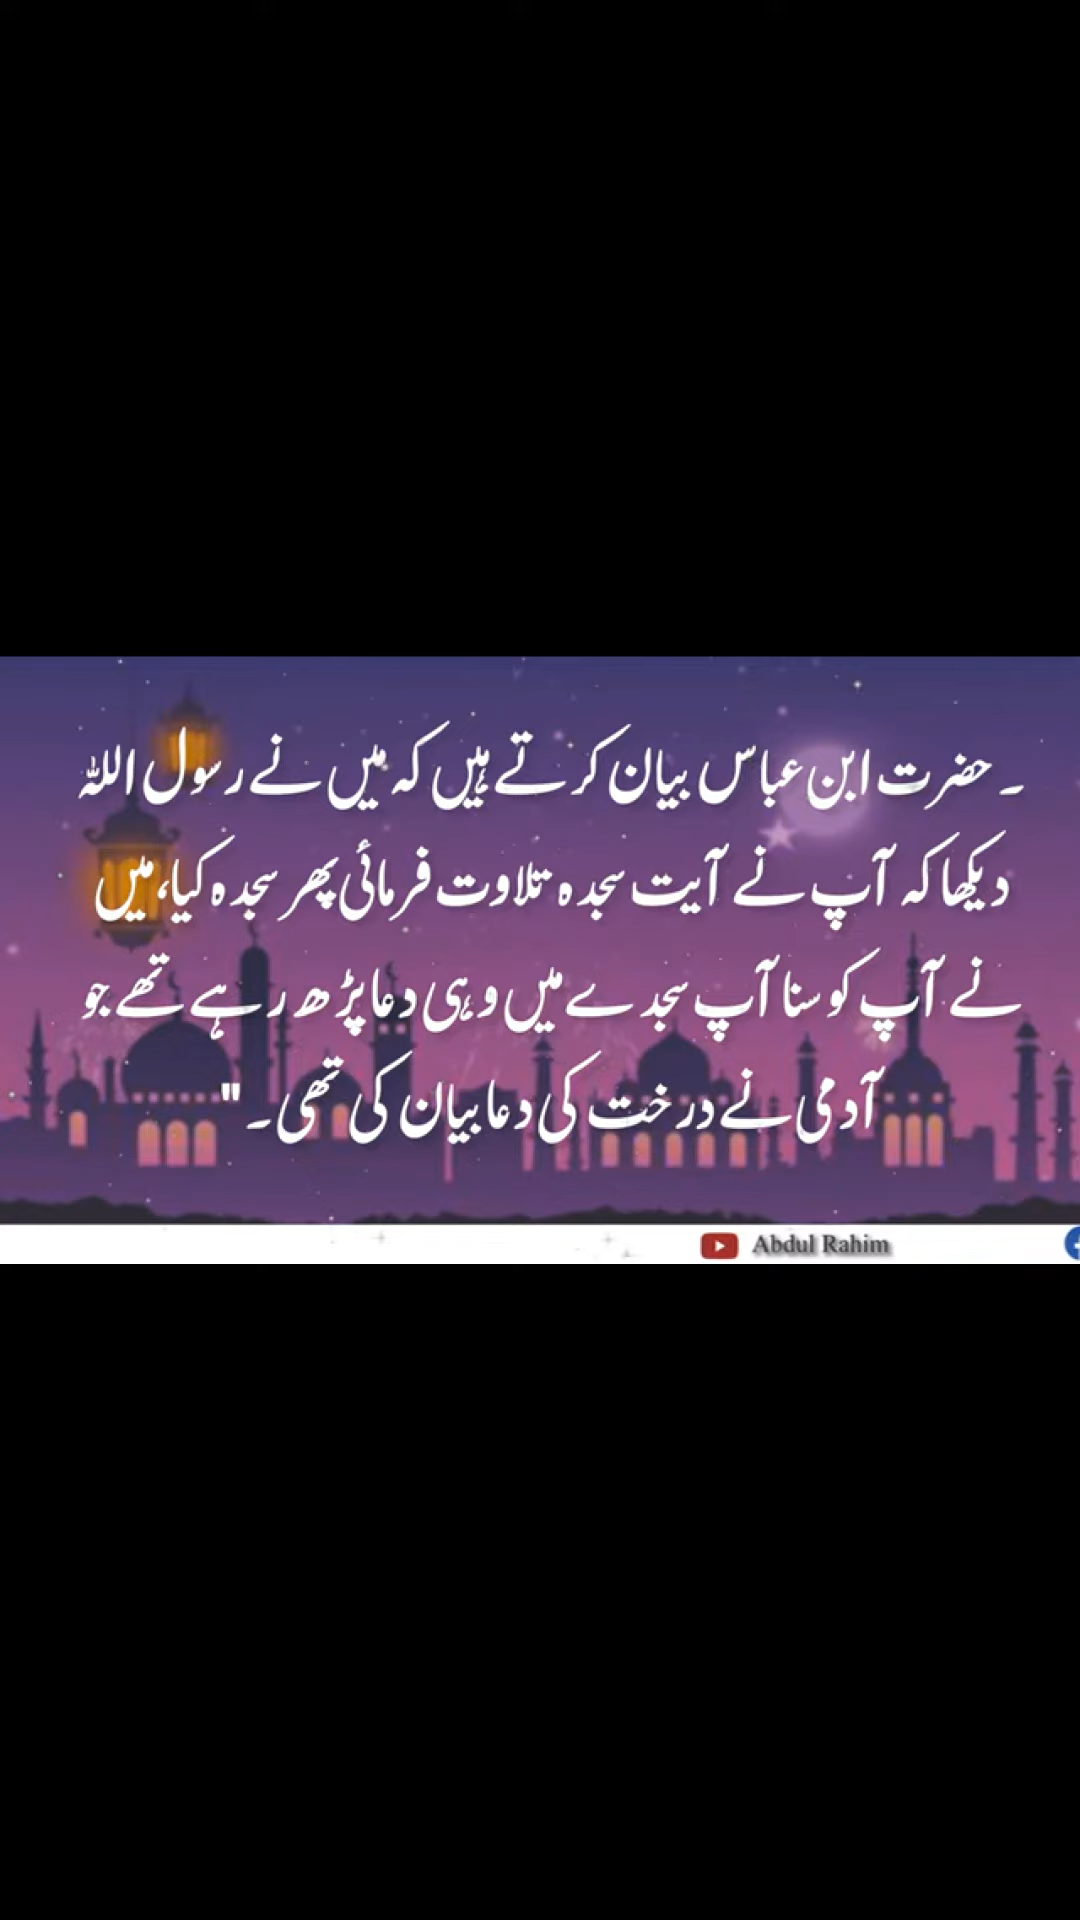 ۔ حضرت ابن عباس بیان کرتے ہیں کہ میں نے رسول اللہ
دیکھا کہ آپ نے آیت سجدہ تلاوت فرمائی پھر سجدہ کیا، میں
نے آپ کو سنا آپ سجدے میں وہی دعا پڑھ رہے تھے جو
آدمی نے درخت کی دعا بیان کی تھی۔ "
Abdul Rahim